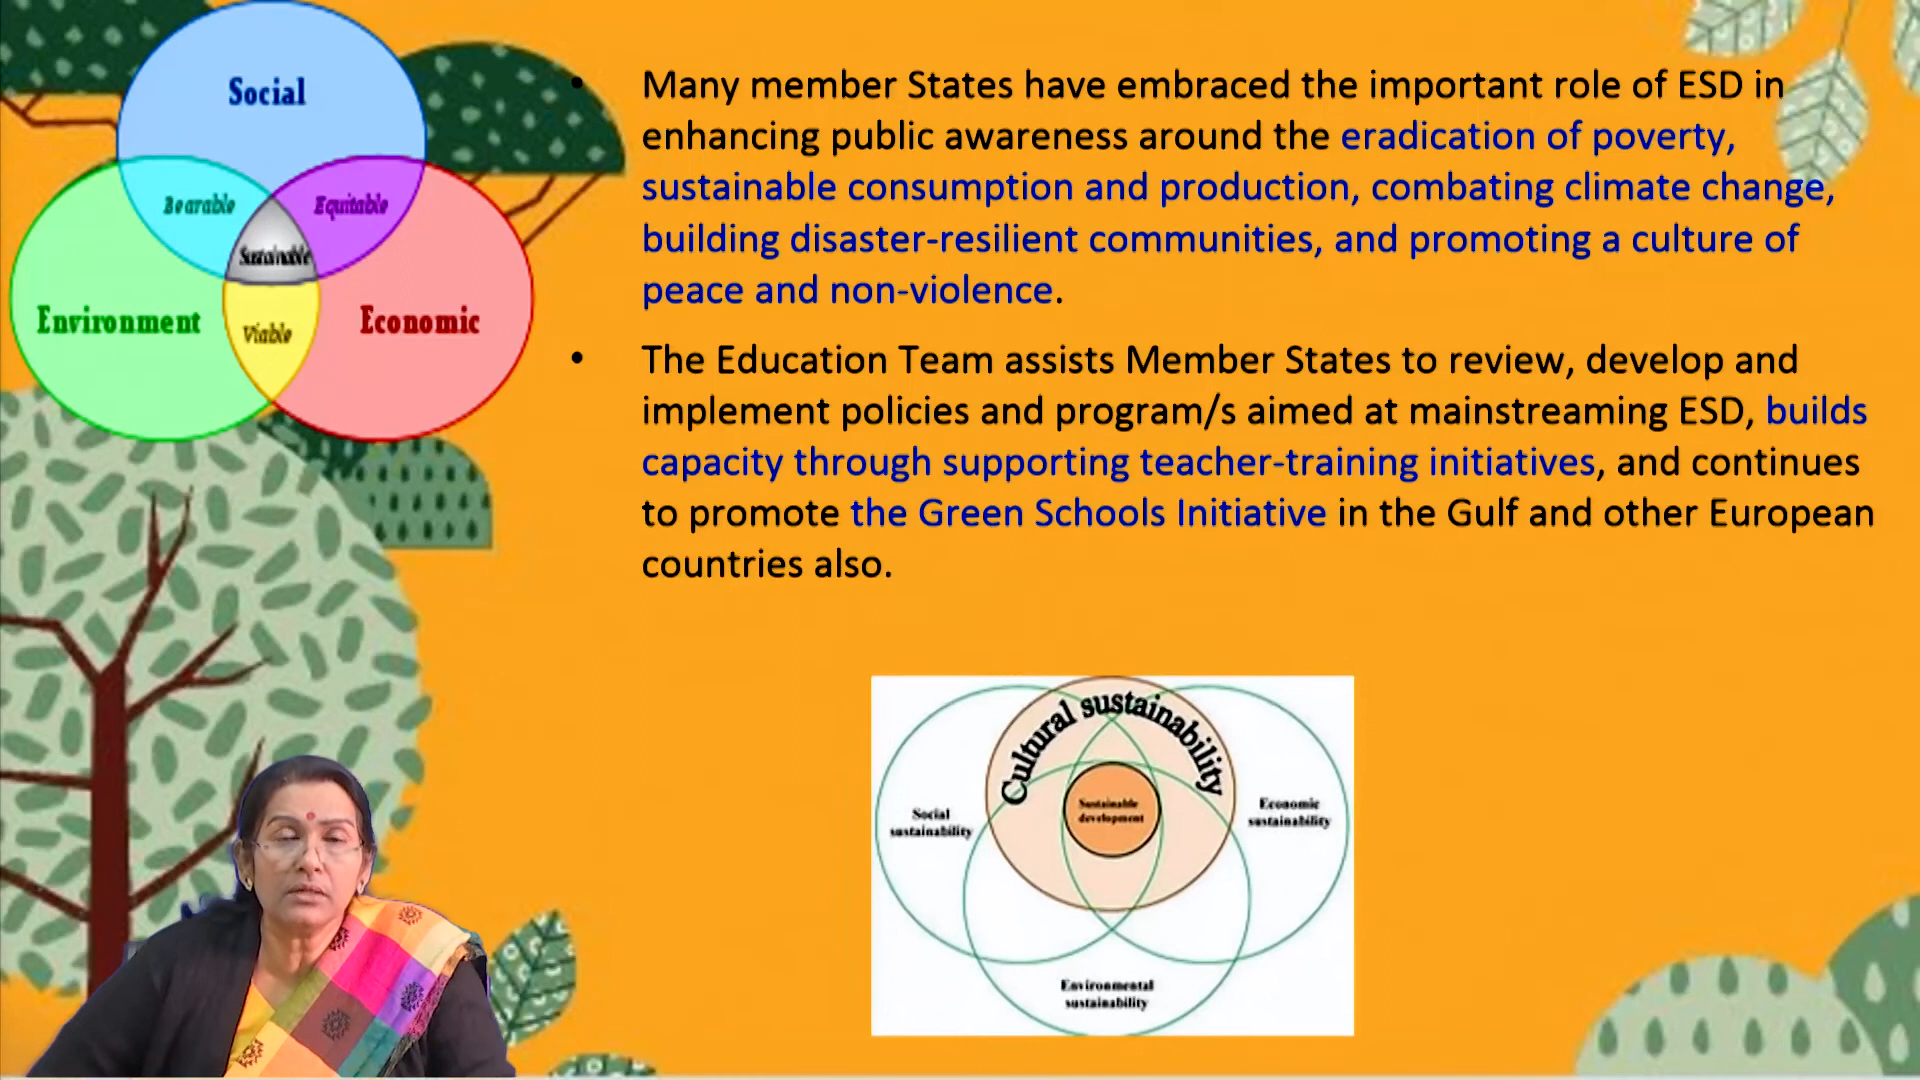 Social
Bearable
Equitable
Sustainable
Environment
Viable
Economic
• Many member States have embraced the important role of ESD in
enhancing public awareness around the eradication of poverty,
sustainable consumption and production, combating climate change,
building disaster-resilient communities, and promoting a culture of
peace and non-violence.
• The Education Team assists Member States to review, develop and
implement policies and program/s aimed at mainstreaming ESD, builds
capacity through supporting teacher-training initiatives, and continues
to promote the Green Schools Initiative in the Gulf and other European
countries also.
Cultural sustainability
Social
sustainability
Sustainable
development
Economic
sustainability
Environmental
sustainability